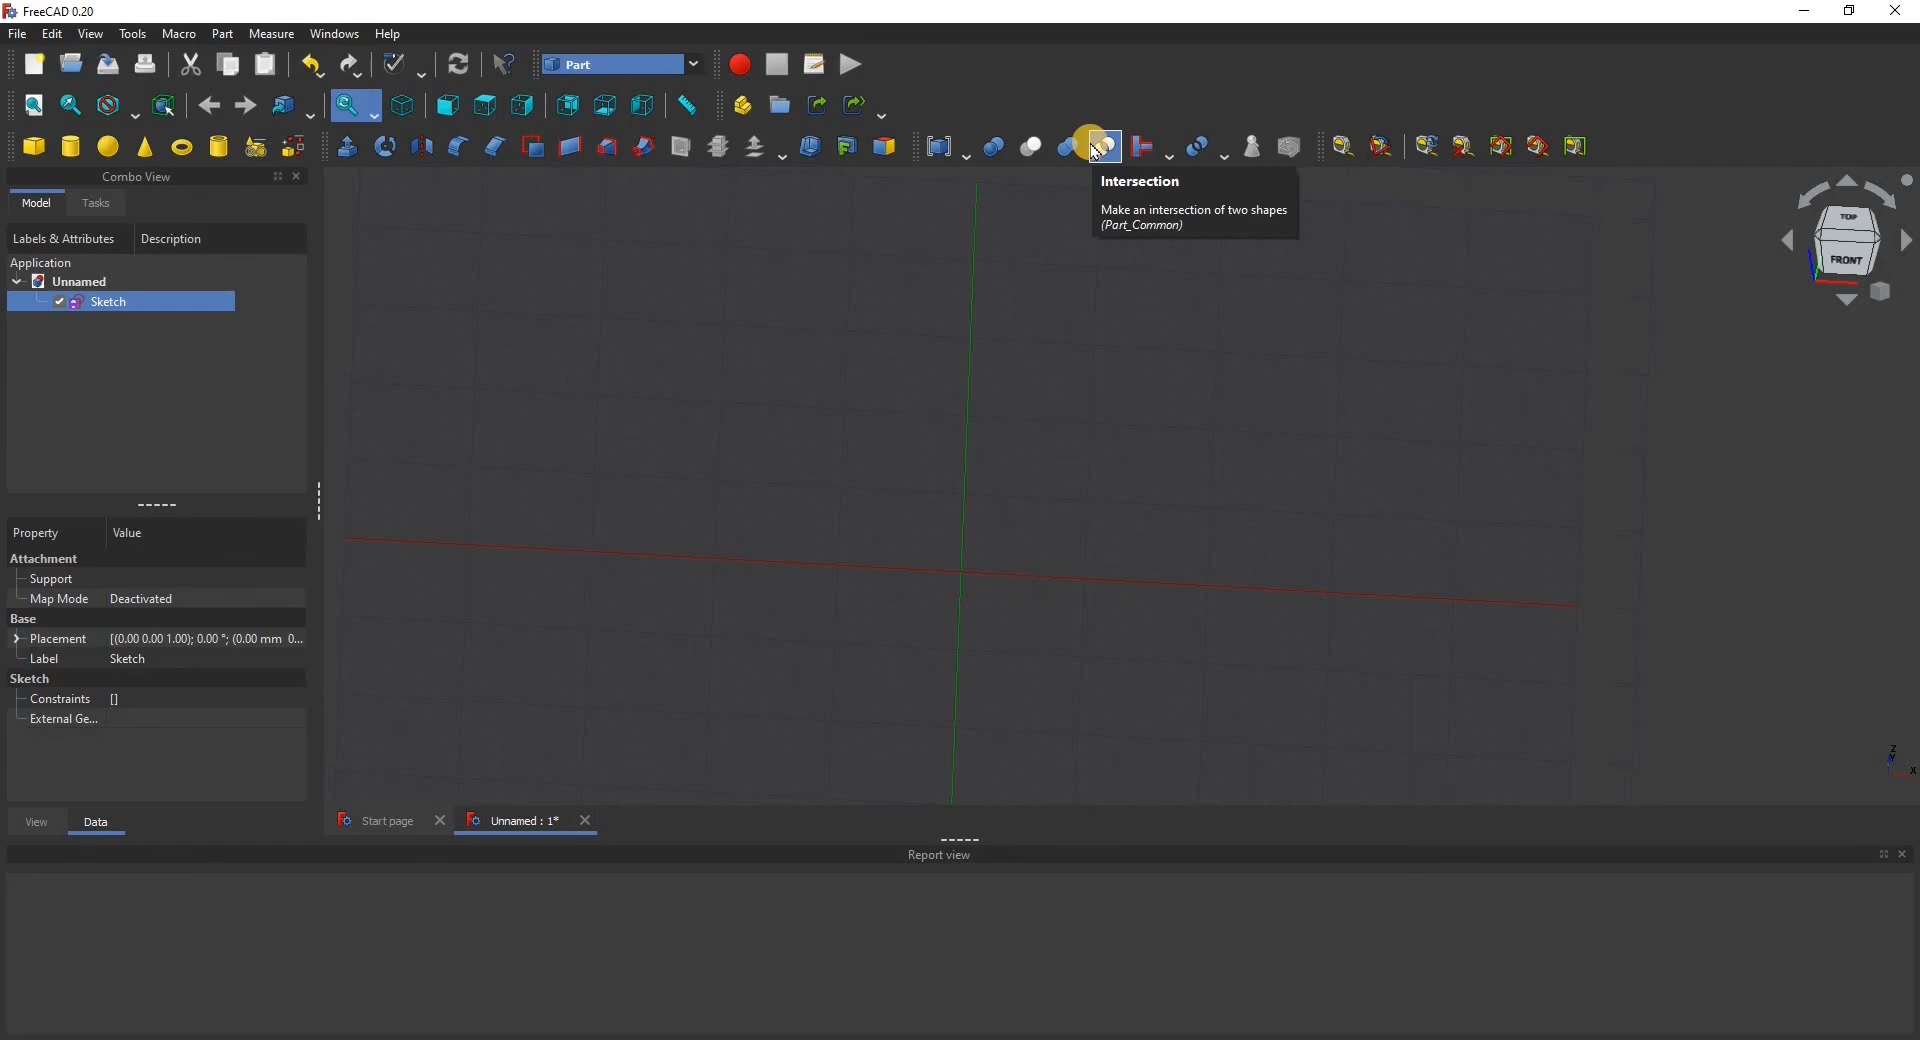 FreeCAD 0.20
File Edit View Tools Macro Part Measure Windows Help
Part
Combo View
Model Tasks
Labels & Attributes Description
Application
Unnamed
Sketch
Intersection
Make an intersection of two shapes
(Part_Common)
TOP
FRONT
Property Value
Attachment
Support
Map Mode Deactivated
Base
Placement [(0.00 0.00 1.00); 0.00 °; (0.00 mm 0...
Label Sketch
Sketch
Constraints []
External Ge...
Z
Y
X
View Data
Start page Unnamed : 1*
Report view